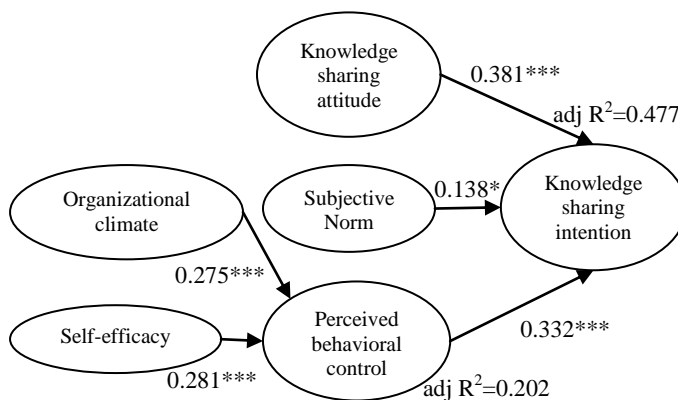 Knowledge
sharing
attitude
0.381***
adj R²=0.477
Organizational
climate
Subjective
Norm
0.138*
Knowledge
sharing
intention
0.275***
Self-efficacy
0.281***
Perceived
behavioral
control
0.332***
adj R²=0.202